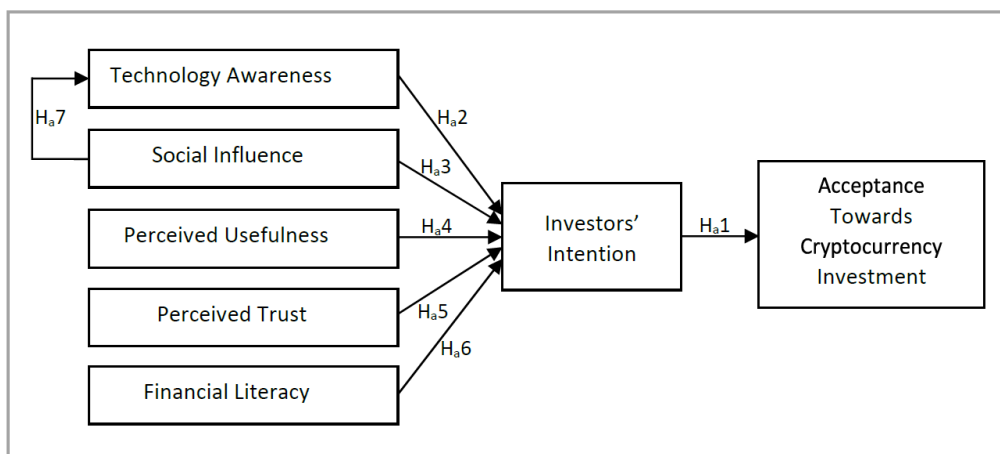 Technology Awareness
Hₐ7
Hₐ2
Social Influence
Hₐ3
Perceived Usefulness
Hₐ4
Perceived Trust
Hₐ5
Hₐ6
Financial Literacy
Investors’
Intention
Hₐ1
Acceptance
Towards
Cryptocurrency
Investment